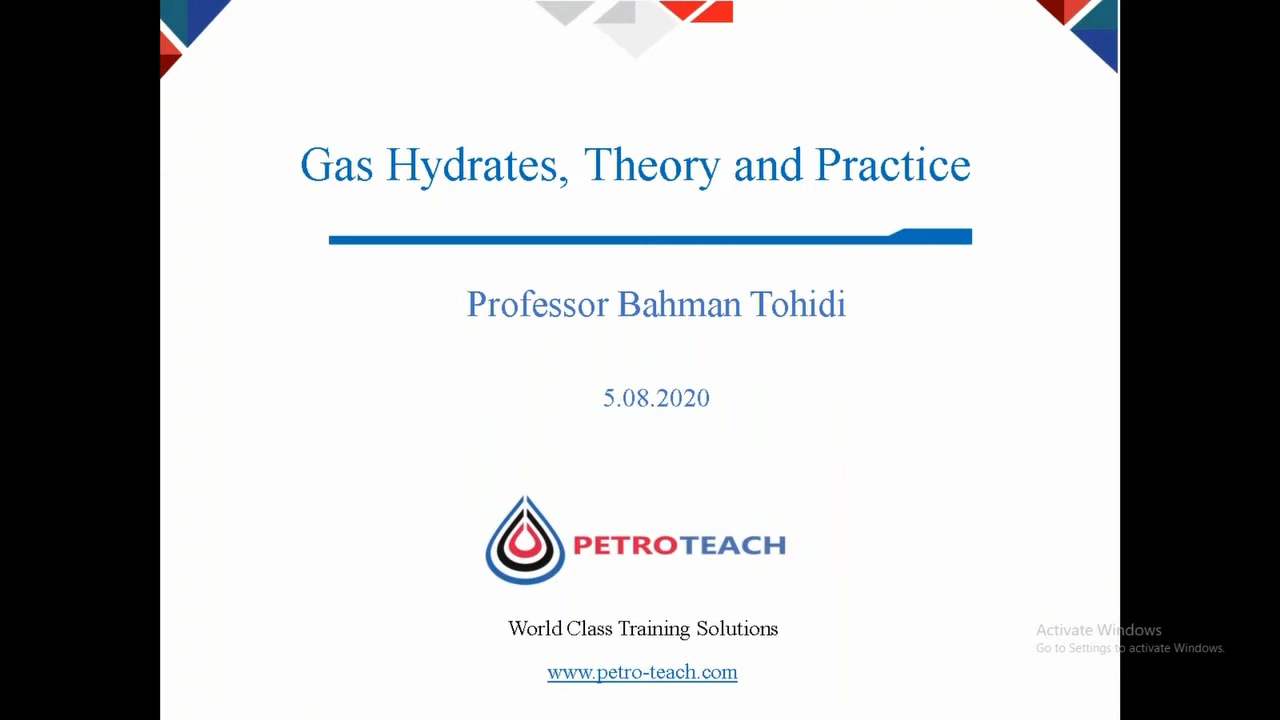 Gas Hydrates, Theory and Practice
Professor Bahman Tohidi
5.08.2020
PETROTEACH
World Class Training Solutions
www.petro-teach.com
Activate Windows
Go to Settings to activate Windows.